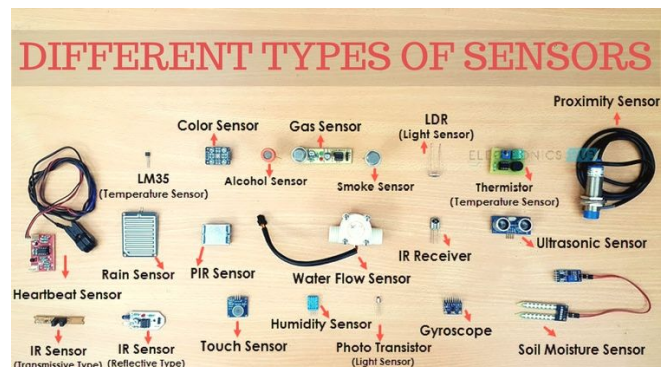 DIFFERENT TYPES OF SENSORS
Proximity Sensor
Color Sensor
Gas Sensor
LDR
(Light Sensor)
LM35
(Temperature Sensor)
Alcohol Sensor
Smoke Sensor
Thermistor
(Temperature Sensor)
Rain Sensor
PIR Sensor
Water Flow Sensor
IR Receiver
Ultrasonic Sensor
Heartbeat Sensor
IR Sensor
(Transmissive Type)
IR Sensor
(Reflective Type)
Touch Sensor
Humidity Sensor
Photo Transistor
(Light Sensor)
Gyroscope
Soil Moisture Sensor